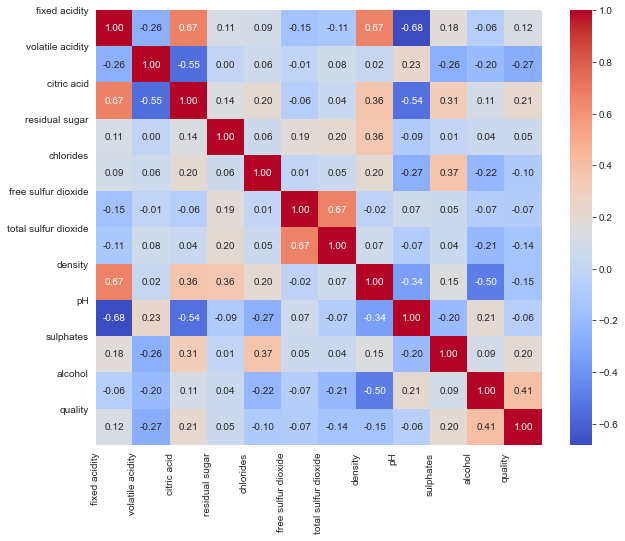 fixed acidity 1.00 -0.26 0.67 0.11 0.09 -0.15 -0.11 0.67 -0.68 0.18 -0.06 0.12
volatile acidity -0.26 1.00 -0.55 0.00 0.06 -0.01 0.08 0.02 0.23 -0.26 -0.20 -0.27
citric acid 0.67 -0.55 1.00 0.14 0.20 -0.06 0.04 0.36 -0.54 0.31 0.11 0.21
residual sugar 0.11 0.00 0.14 1.00 0.06 0.19 0.20 0.36 -0.09 0.01 0.04 0.05
chlorides 0.09 0.06 0.20 0.06 1.00 0.01 0.05 0.20 -0.27 0.37 -0.22 -0.10
free sulfur dioxide -0.15 -0.01 -0.06 0.19 0.01 1.00 0.67 -0.02 0.07 0.05 -0.07 -0.07
total sulfur dioxide -0.11 0.08 0.04 0.20 0.05 0.67 1.00 0.07 -0.07 0.04 -0.21 -0.14
density 0.67 0.02 0.36 0.36 0.20 -0.02 0.07 1.00 -0.34 0.15 -0.50 -0.15
pH -0.68 0.23 -0.54 -0.09 -0.27 0.07 -0.07 -0.34 1.00 -0.20 0.21 -0.06
sulphates 0.18 -0.26 0.31 0.01 0.37 0.05 0.04 0.15 -0.20 1.00 0.09 0.20
alcohol -0.06 -0.20 0.11 0.04 -0.22 -0.07 -0.21 -0.50 0.21 0.09 1.00 0.41
quality 0.12 -0.27 0.21 0.05 -0.10 -0.07 -0.14 -0.15 -0.06 0.20 0.41 1.00
fixed acidity
volatile acidity
citric acid
residual sugar
chlorides
free sulfur dioxide
total sulfur dioxide
density
pH
sulphates
alcohol
quality
1.0
0.8
0.6
0.4
0.2
0.0
-0.2
-0.4
-0.6